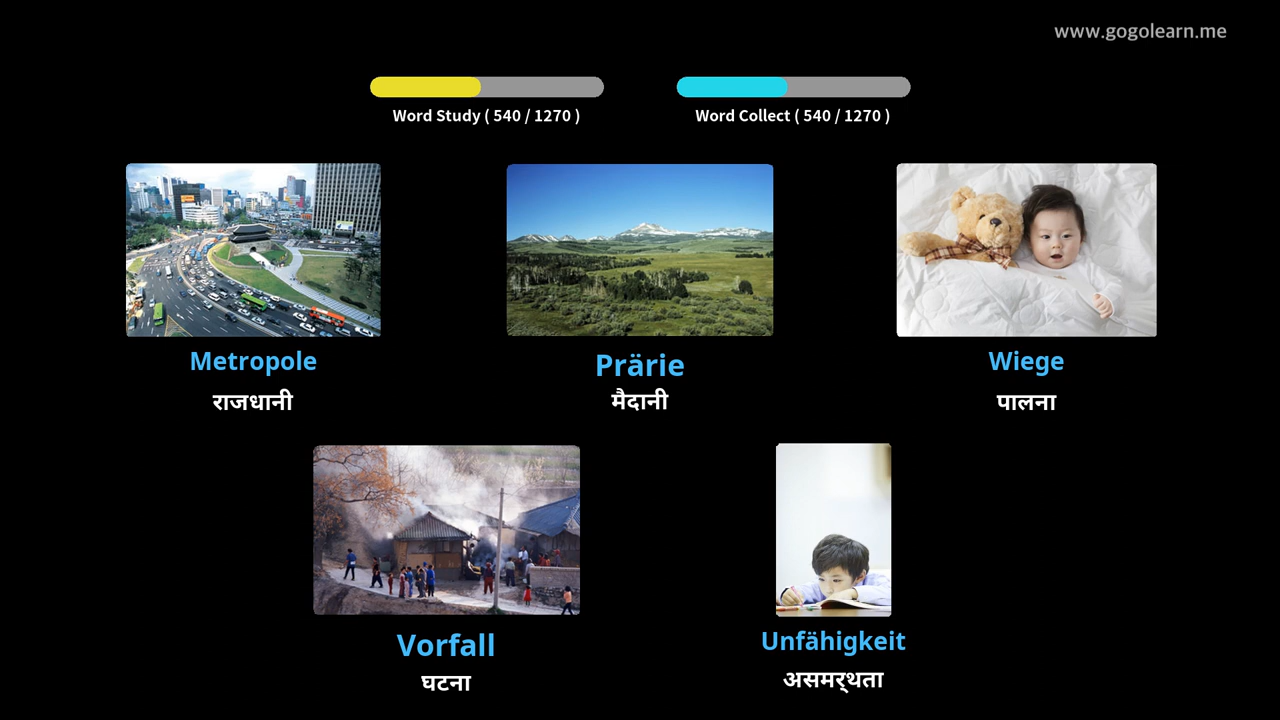 www.gogolearn.me
Word Study ( 540 / 1270 )
Word Collect ( 540 / 1270 )
Metropole
Prärie
Wiege
राजधानी
मैदानी
पालना
Vorfall
Unfähigkeit
घटना
असमर्थता